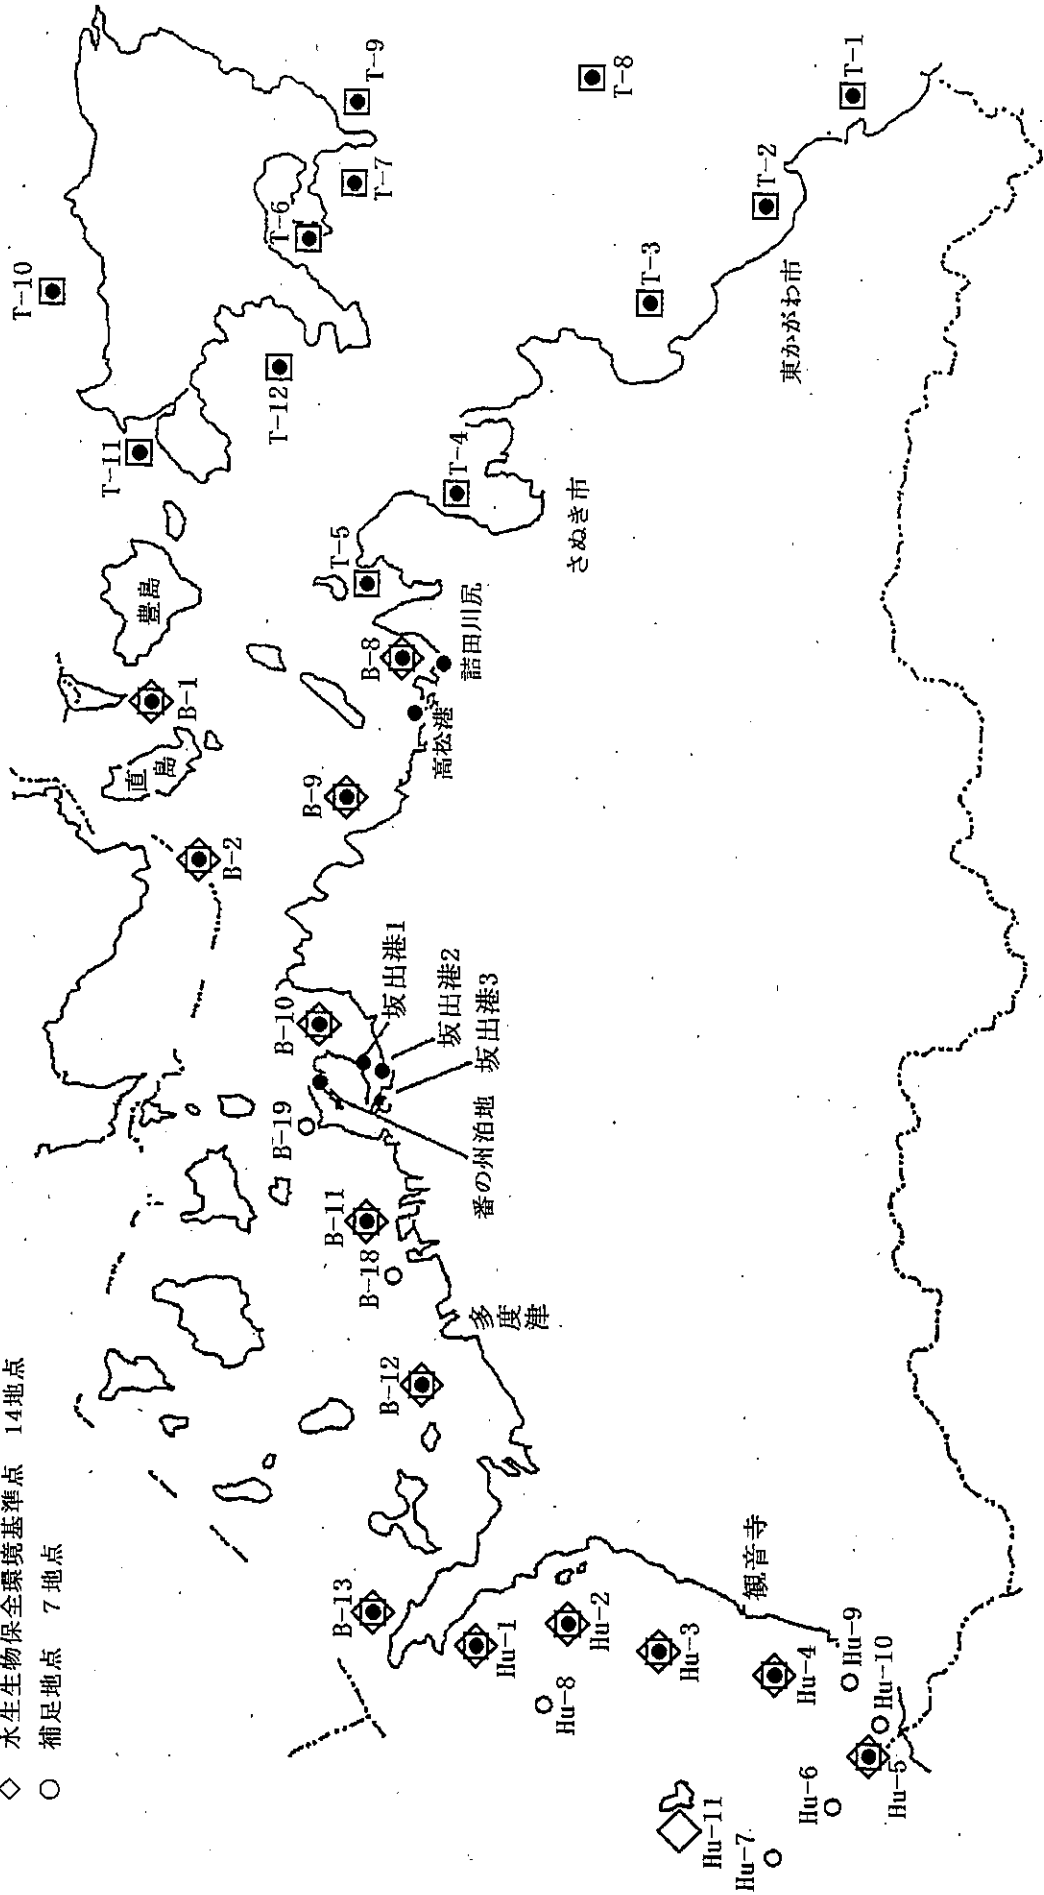 ◇ 水生生物保全環境基準点 14地点
○ 補足地点 7地点
T-10
T-9
T-7
T-6
T-8
T-1
T-2
T-3
東かがわ市
T-12
T-11
T-4
さぬき市
T-5
豊島
B-8
詰田川尻
B-1
高松港
直島
B-9
B-2
B-10
坂出港1
坂出港2
坂出港3
番の州泊地
B-19
B-11
B-18
多度津
B-12
B-13
観音寺
Hu-1
Hu-2
Hu-3
Hu-8
Hu-4
Hu-9
Hu-10
Hu-5
Hu-6
Hu-11
Hu-7